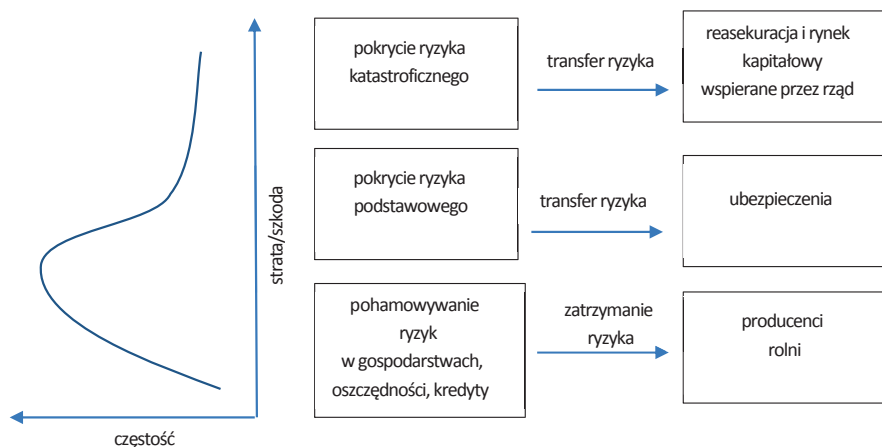 pokrycie ryzyka
katastroficznego
transfer ryzyka
reasekuracja i rynek
kapitałowy
wspierane przez rząd
strata/szkoda
pokrycie ryzyka
podstawowego
transfer ryzyka
ubezpieczenia
pohamowywanie
ryzyk
w gospodarstwach,
oszczędności, kredyty
zatrzymanie
ryzyka
producenci
rolni
częstość